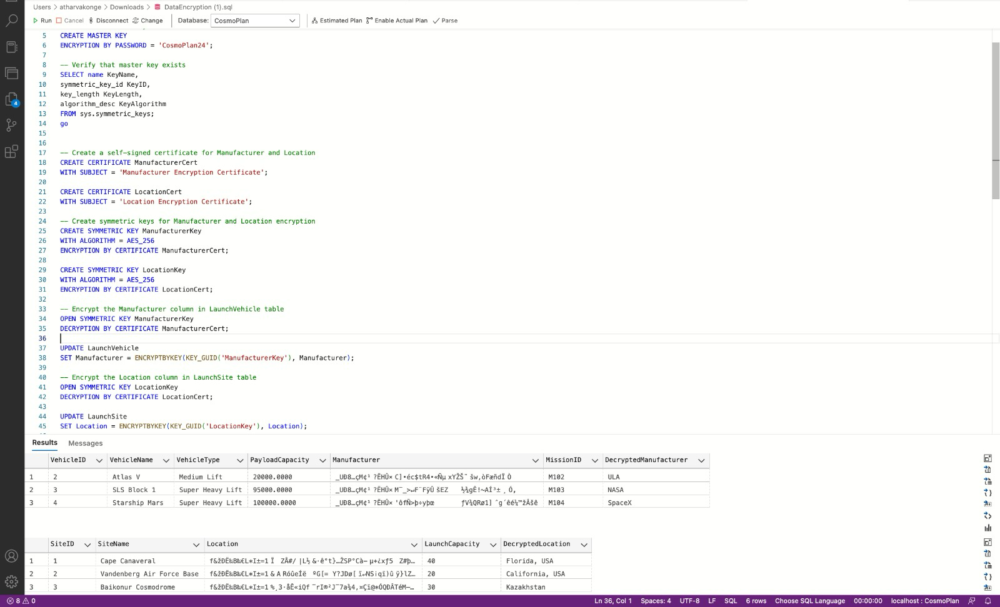 Users > atharvakonge > Downloads > DataEncryption (1).sql
Run Cancel Disconnect Change Database: CosmoPlan Estimated Plan Enable Actual Plan Parse
5 CREATE MASTER KEY
6 ENCRYPTION BY PASSWORD = 'CosmoPlan24';
7
8 -- Verify that master key exists
9 SELECT name KeyName,
10 symmetric_key_id KeyID,
11 key_length KeyLength,
12 algorithm_desc KeyAlgorithm
13 FROM sys.symmetric_keys;
14 go
15
16
17 -- Create a self-signed certificate for Manufacturer and Location
18 CREATE CERTIFICATE ManufacturerCert
19 WITH SUBJECT = 'Manufacturer Encryption Certificate';
20
21 CREATE CERTIFICATE LocationCert
22 WITH SUBJECT = 'Location Encryption Certificate';
23
24 -- Create symmetric keys for Manufacturer and Location encryption
25 CREATE SYMMETRIC KEY ManufacturerKey
26 WITH ALGORITHM = AES_256
27 ENCRYPTION BY CERTIFICATE ManufacturerCert;
28
29 CREATE SYMMETRIC KEY LocationKey
30 WITH ALGORITHM = AES_256
31 ENCRYPTION BY CERTIFICATE LocationCert;
32
33 -- Encrypt the Manufacturer column in LaunchVehicle table
34 OPEN SYMMETRIC KEY ManufacturerKey
35 DECRYPTION BY CERTIFICATE ManufacturerCert;
36
37 UPDATE LaunchVehicle
38 SET Manufacturer = ENCRYPTBYKEY(KEY_GUID('ManufacturerKey'), Manufacturer);
39
40 -- Encrypt the Location column in LaunchSite table
41 OPEN SYMMETRIC KEY LocationKey
42 DECRYPTION BY CERTIFICATE LocationCert;
43
44 UPDATE LaunchSite
45 SET Location = ENCRYPTBYKEY(KEY_GUID('LocationKey'), Location);
4
Results Messages
VehicleID VehicleName VehicleType PayloadCapacity Manufacturer MissionID DecryptedManufacturer
1 2 Atlas V Medium Lift 20000.0000 M102 ULA
2 3 SLS Block 1 Super Heavy Lift 95000.0000 M103 NASA
3 4 Starship Mars Super Heavy Lift 100000.0000 M104 SpaceX
SiteID SiteName Location LaunchCapacity DecryptedLocation
1 1 Cape Canaveral 40 Florida, USA
2 2 Vandenberg Air Force Base 20 California, USA
3 3 Baikonur Cosmodrome 30 Kazakhstan
8 0 Ln 36, Col 1 Spaces: 4 UTF-8 LF SQL 6 rows Choose SQL Language 00:00:00 localhost : CosmoPlan